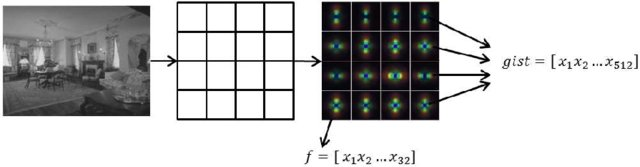 gist = [ x₁x₂ … x₅₁₂]
f = [ x₁x₂ … x₃₂]